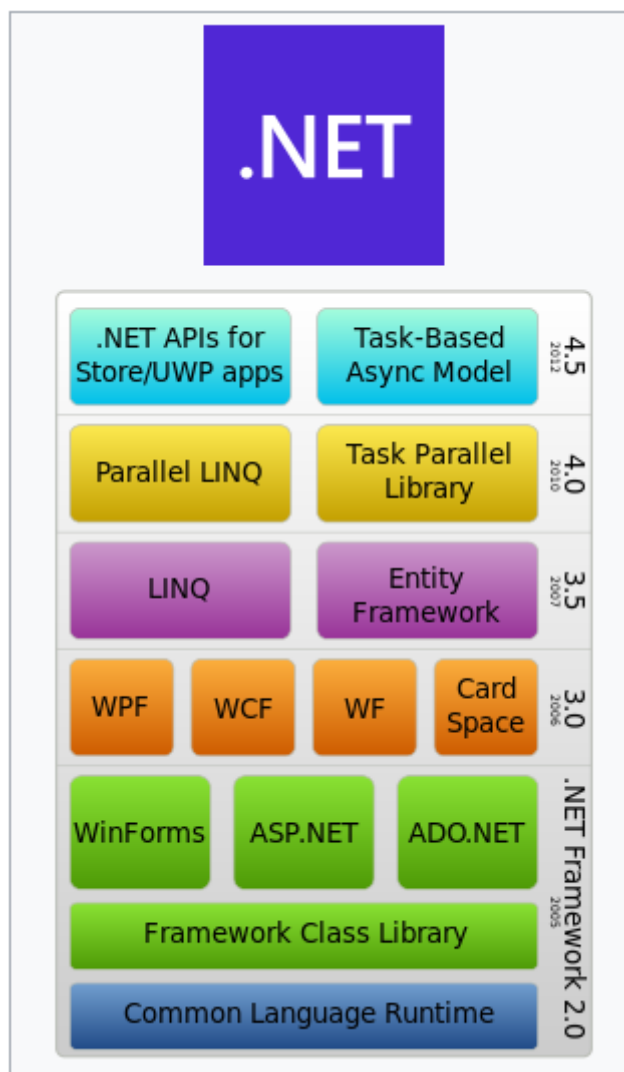 .NET
.NET APIs for
Store/UWP apps
Task-Based
Async Model
4.5
2012
Parallel LINQ
Task Parallel
Library
4.0
2010
LINQ
Entity
Framework
3.5
2007
WPF
WCF
WF
Card
Space
3.0
2006
WinForms
ASP.NET
ADO.NET
Framework Class Library
Common Language Runtime
.NET Framework 2.0
2005